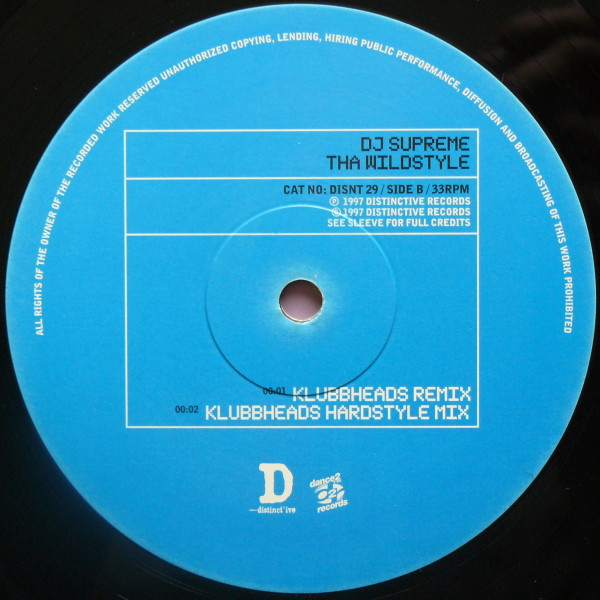 ALL RIGHTS OF THE OWNER OF THE RECORDED WORK RESERVED UNAUTHORIZED COPYING, LENDING, HIRING PUBLIC PERFORMANCE, DIFFUSION AND BROADCASTING OF THIS WORK PROHIBITED
DJ SUPREME
THA WILDSTYLE
CAT NO: DISNT 29 / SIDE B / 33RPM
℗ 1997 DISTINCTIVE RECORDS
© 1997 DISTINCTIVE RECORDS
SEE SLEEVE FOR FULL CREDITS
00:01 KLUBBHEADS REMIX
00:02 KLUBBHEADS HARDSTYLE MIX
D
—distinct'ive
dance2
2
records